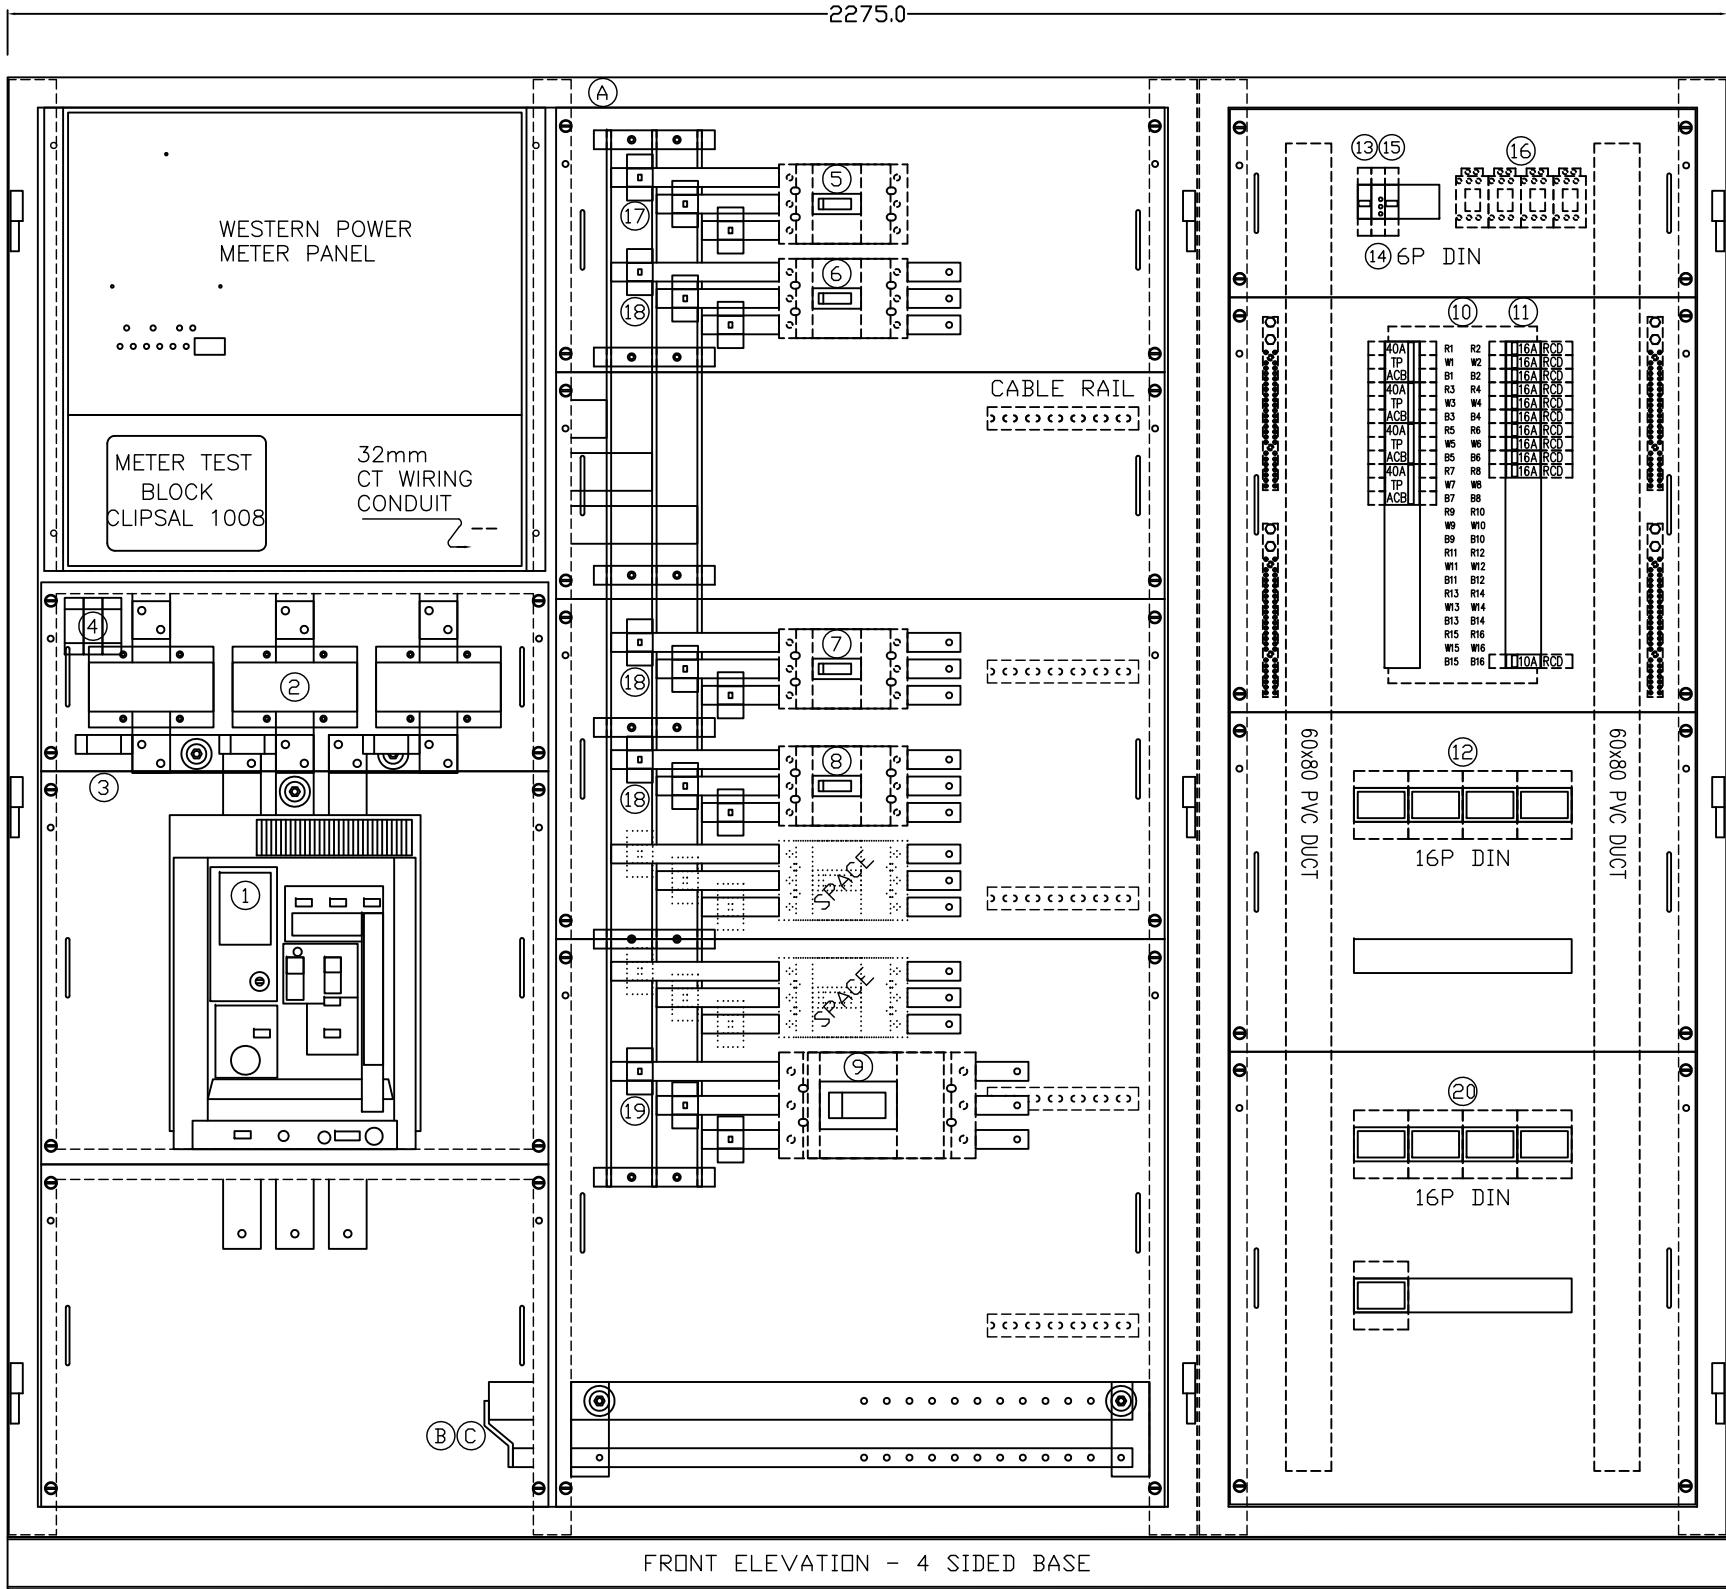 2275.0
A
WESTERN POWER
METER PANEL
METER TEST
BLOCK
CLIPSAL 1008
32mm
CT WIRING
CONDUIT
4
2
3
1
B C
17
5
6
18
CABLE RAIL
7
18
8
18
SPACE
SPACE
9
19
13 15
16
14 6P DIN
10 11
40A R1 R2 16A RCD
TP W1 W2 16A RCD
ACB B1 B2 16A RCD
40A R3 R4 16A RCD
TP W3 W4 16A RCD
ACB B3 B4 16A RCD
40A R5 R6 16A RCD
TP W5 W6 16A RCD
ACB B5 B6 16A RCD
40A R7 R8 16A RCD
TP W7 W8
ACB B7 B8
R9 R10
W9 W10
B9 B10
R11 R12
W11 W12
B11 B12
R13 R14
W13 W14
B13 B14
R15 R16
W15 W16
B15 B16 10A RCD
60x80 PVC DUCT
12
60x80 PVC DUCT
16P DIN
20
16P DIN
FRONT ELEVATION - 4 SIDED BASE